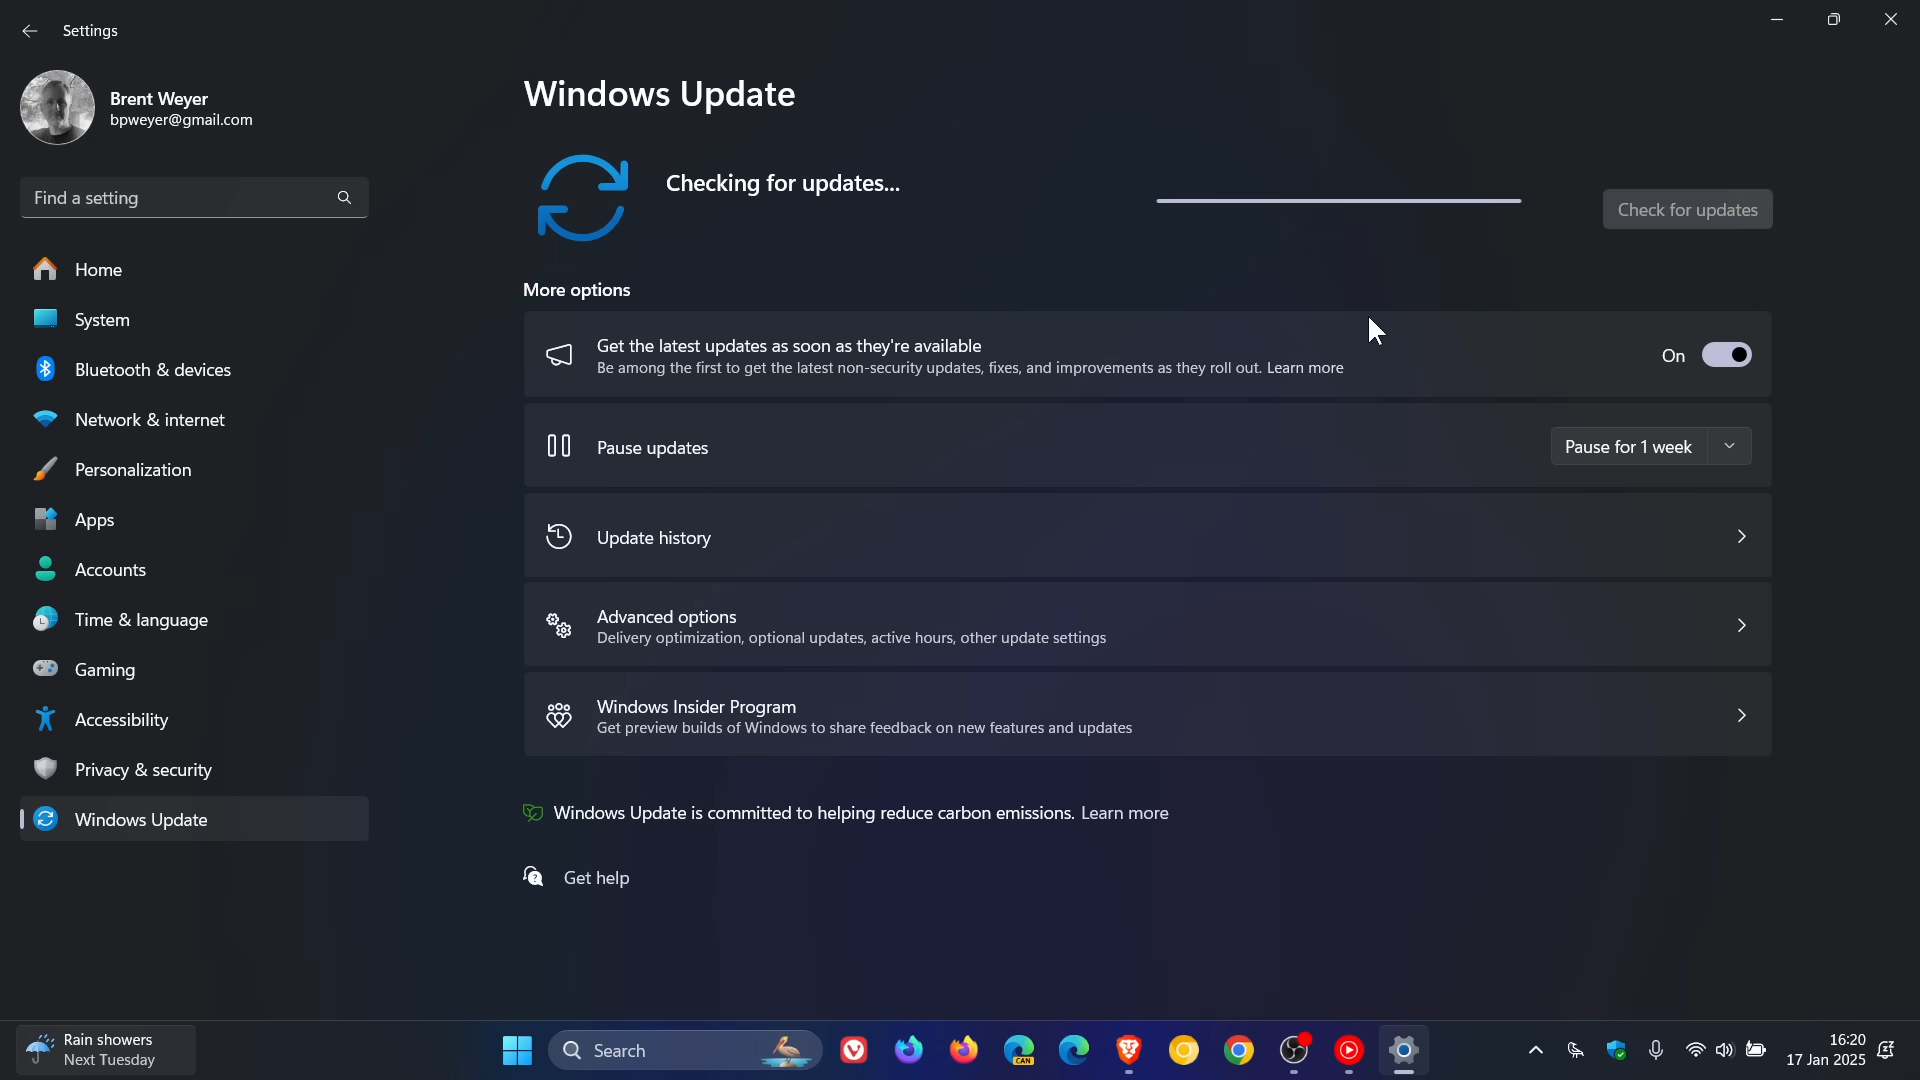 Settings
Brent Weyer
bpweyer@gmail.com
Find a setting
Home
System
Bluetooth & devices
Network & internet
Personalization
Apps
Accounts
Time & language
Gaming
Accessibility
Privacy & security
Windows Update
Windows Update
Checking for updates...
Check for updates
More options
Get the latest updates as soon as they're available
Be among the first to get the latest non-security updates, fixes, and improvements as they roll out. Learn more
On
Pause updates
Pause for 1 week
Update history
Advanced options
Delivery optimization, optional updates, active hours, other update settings
Windows Insider Program
Get preview builds of Windows to share feedback on new features and updates
Windows Update is committed to helping reduce carbon emissions. Learn more
Get help
Rain showers
Next Tuesday
Search
CAN
16:20
17 Jan 2025